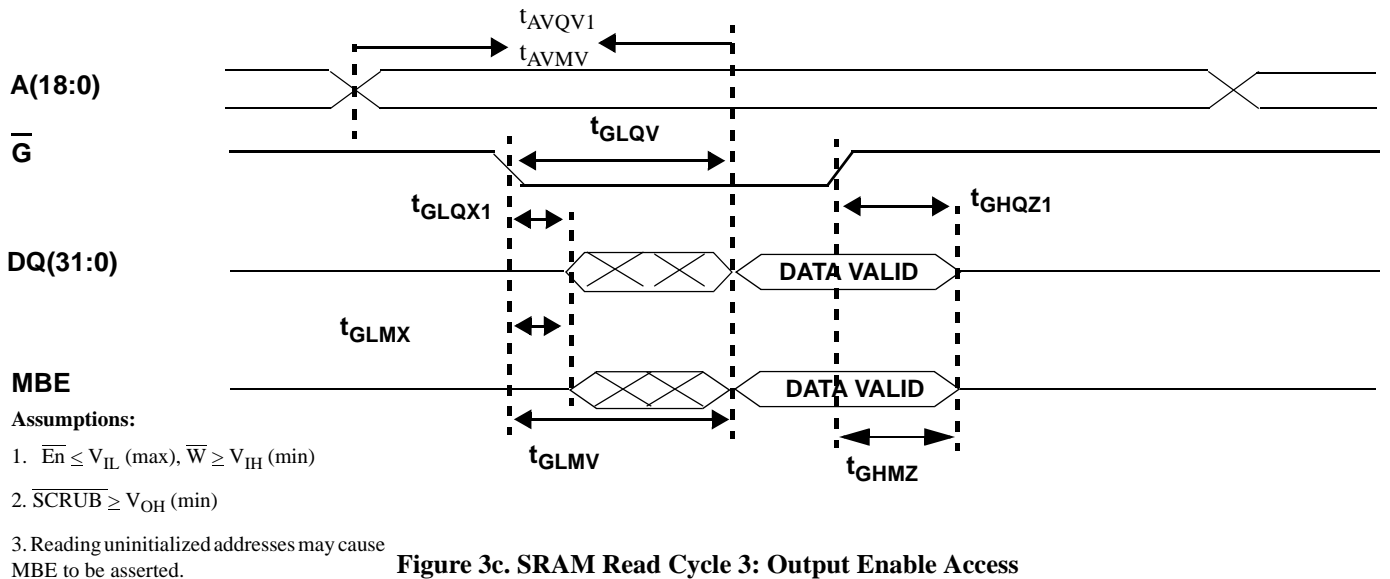 tAVQV1
tAVMV
A(18:0)
G
tGLQV
tGLQX1
tGHQZ1
DQ(31:0)
DATA VALID
tGLMX
MBE
DATA VALID
Assumptions:
tGLMV
tGHMZ
1. En ≤ VIL (max), W ≥ VIH (min)
2. SCRUB ≥ VOH (min)
3. Reading uninitialized addresses may cause
MBE to be asserted.
Figure 3c. SRAM Read Cycle 3: Output Enable Access